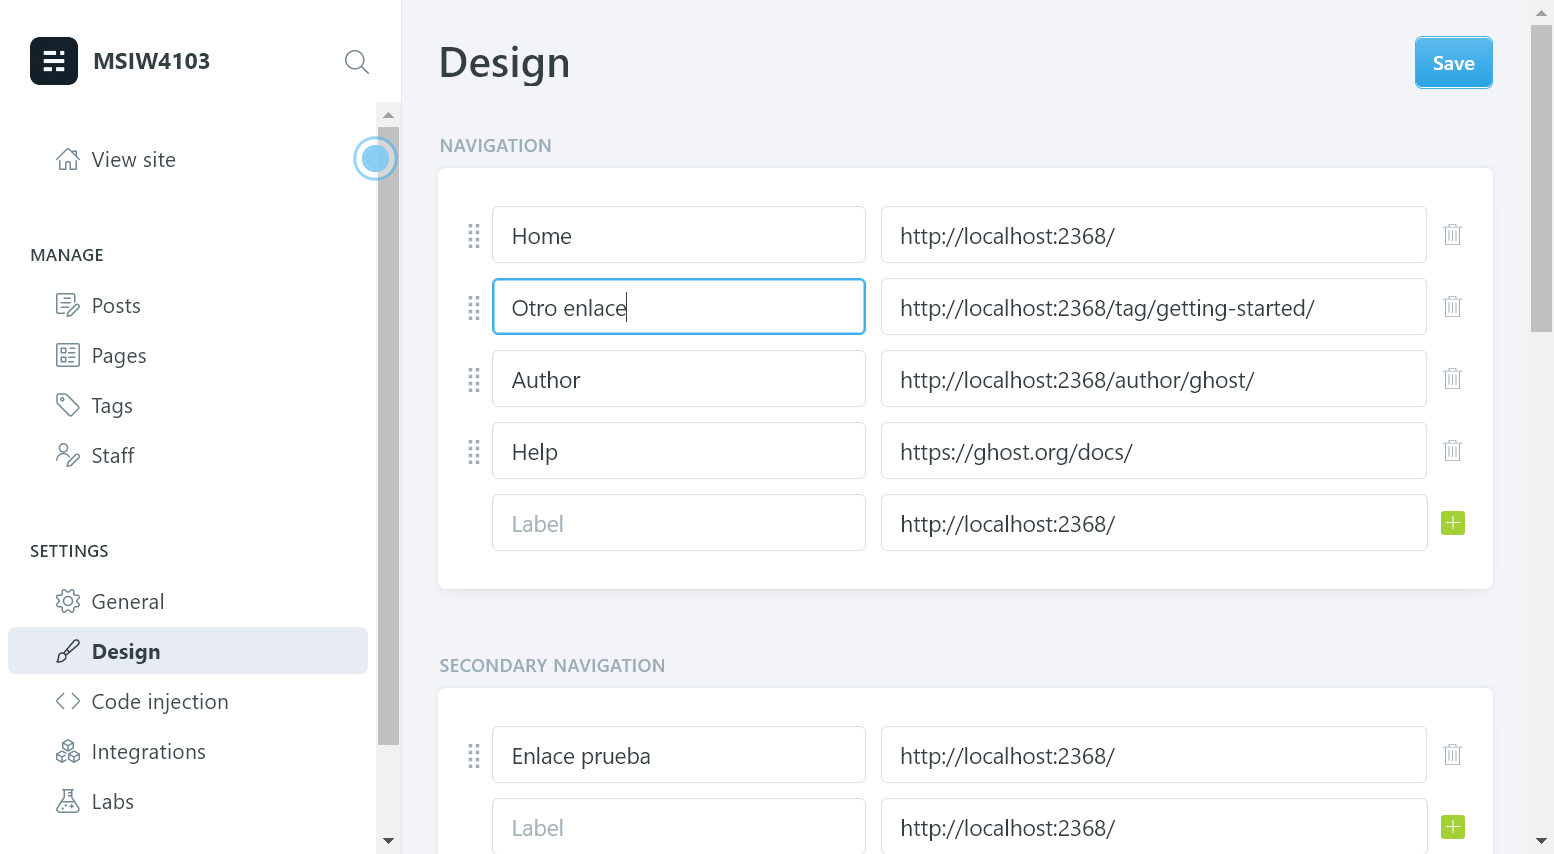 MSIW4103
View site
MANAGE
Posts
Pages
Tags
Staff
SETTINGS
General
Design
Code injection
Integrations
Labs
Design
Save
NAVIGATION
Home http://localhost:2368/
Otro enlace http://localhost:2368/tag/getting-started/
Author http://localhost:2368/author/ghost/
Help https://ghost.org/docs/
Label http://localhost:2368/
SECONDARY NAVIGATION
Enlace prueba http://localhost:2368/
Label http://localhost:2368/